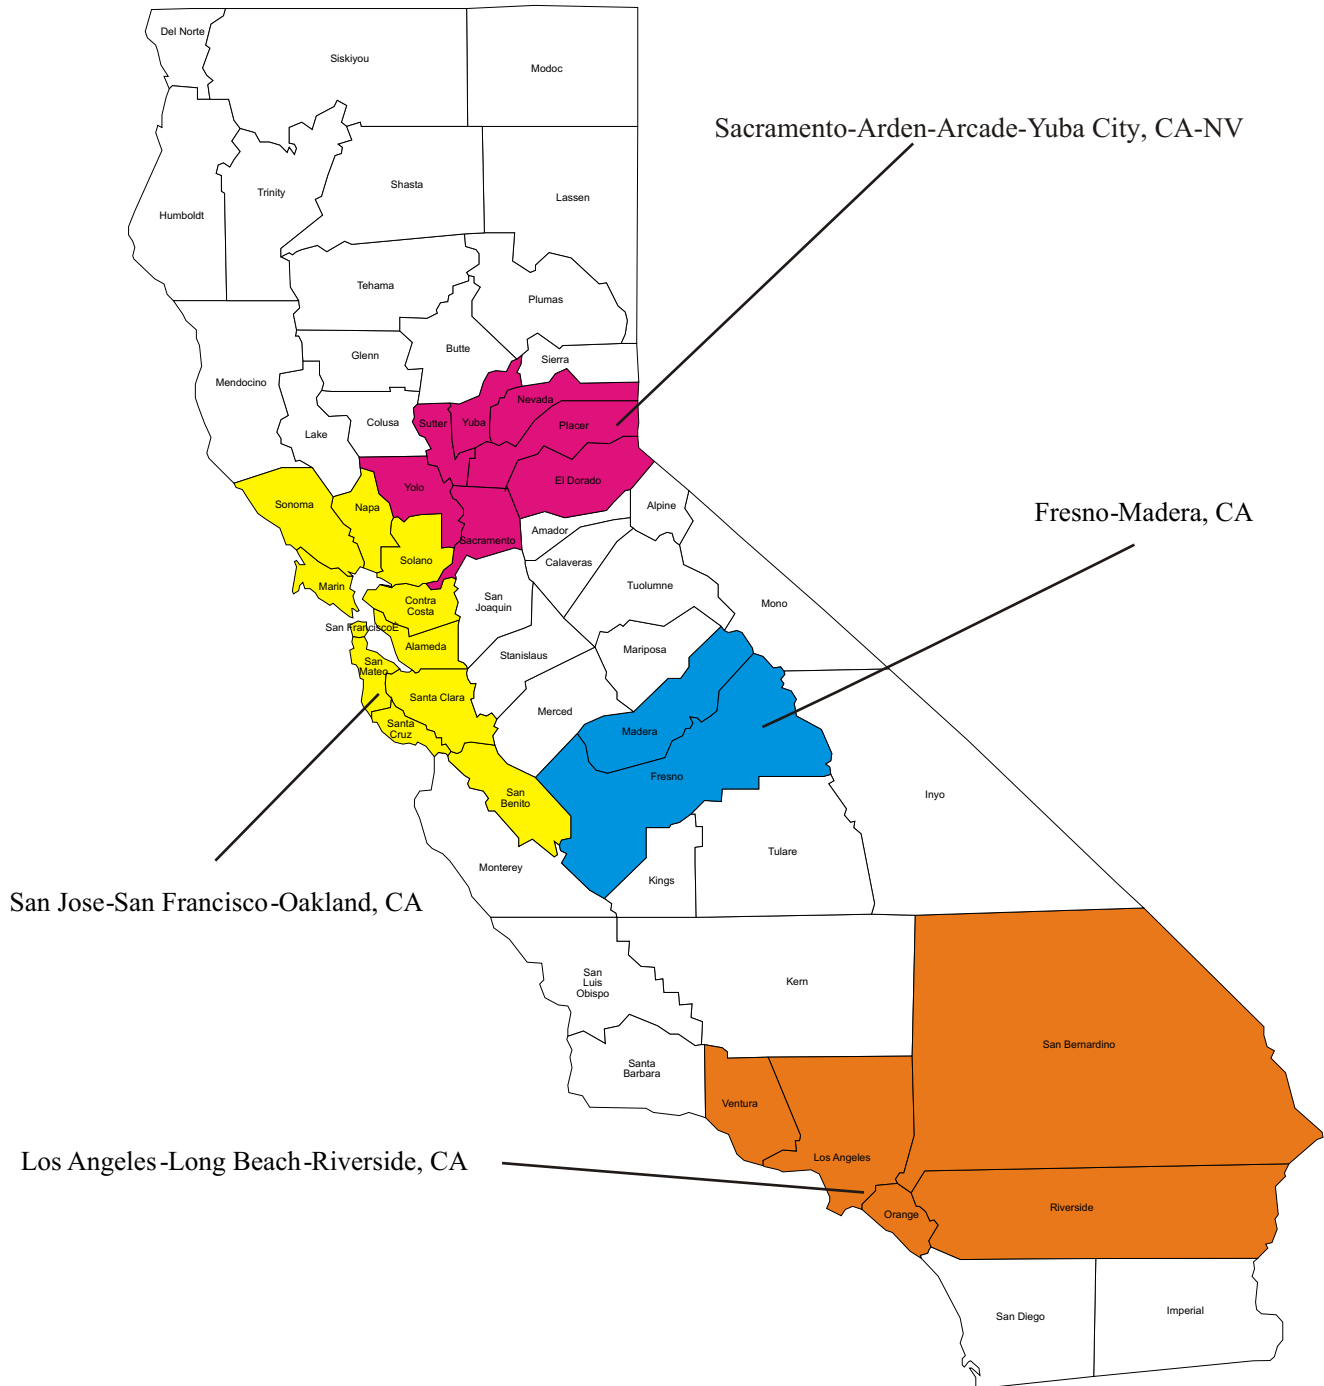 Del Norte
Siskiyou
Modoc
Sacramento-Arden-Arcade-Yuba City, CA-NV
Shasta
Trinity
Lassen
Humboldt
Tehama
Plumas
Butte
Glenn
Sierra
Mendocino
Nevada
Colusa
Sutter
Yuba
Placer
Lake
El Dorado
Yolo
Sonoma
Napa
Alpine
Fresno-Madera, CA
Amador
Sacramento
Solano
Calaveras
Marin
Tuolumne
Contra
Costa
San
Joaquin
Mono
San FranciscoÊ
Alameda
Mariposa
Stanislaus
San
Mateo
Santa Clara
Merced
Santa
Cruz
Madera
Fresno
San
Benito
Inyo
Tulare
Monterey
Kings
San Jose-San Francisco-Oakland, CA
San
Luis
Obispo
Kern
San Bernardino
Santa
Barbara
Ventura
Los Angeles
Los Angeles-Long Beach-Riverside, CA
Riverside
Orange
San Diego
Imperial